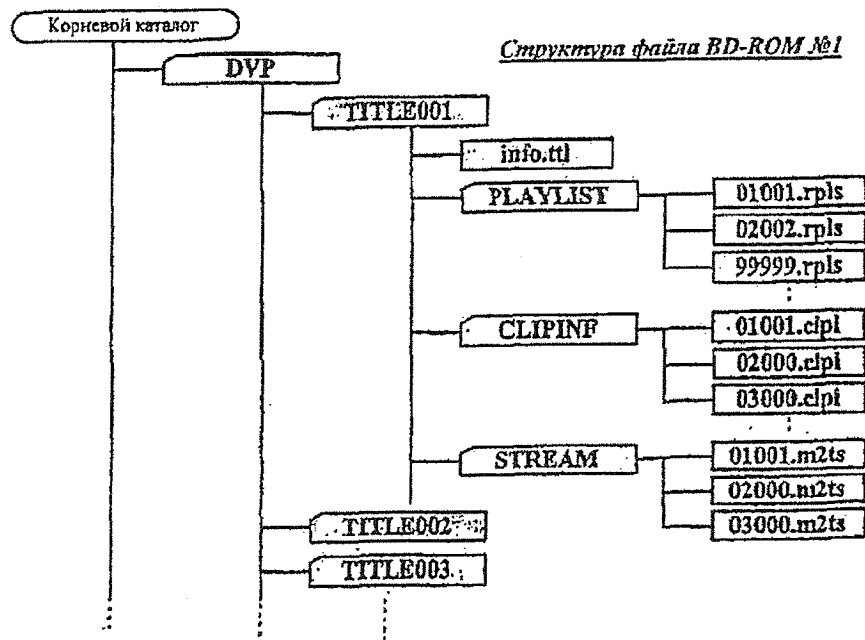 Корневой каталог
Структура файла BD-ROM №1
DVP
TITLE001
info.ttl
PLAYLIST
01001.rpls
02002.rpls
99999.rpls
CLIPINF
01001.clpi
02000.clpi
03000.clpi
STREAM
01001.m2ts
02000.m2ts
03000.m2ts
TITLE002
TITLE003